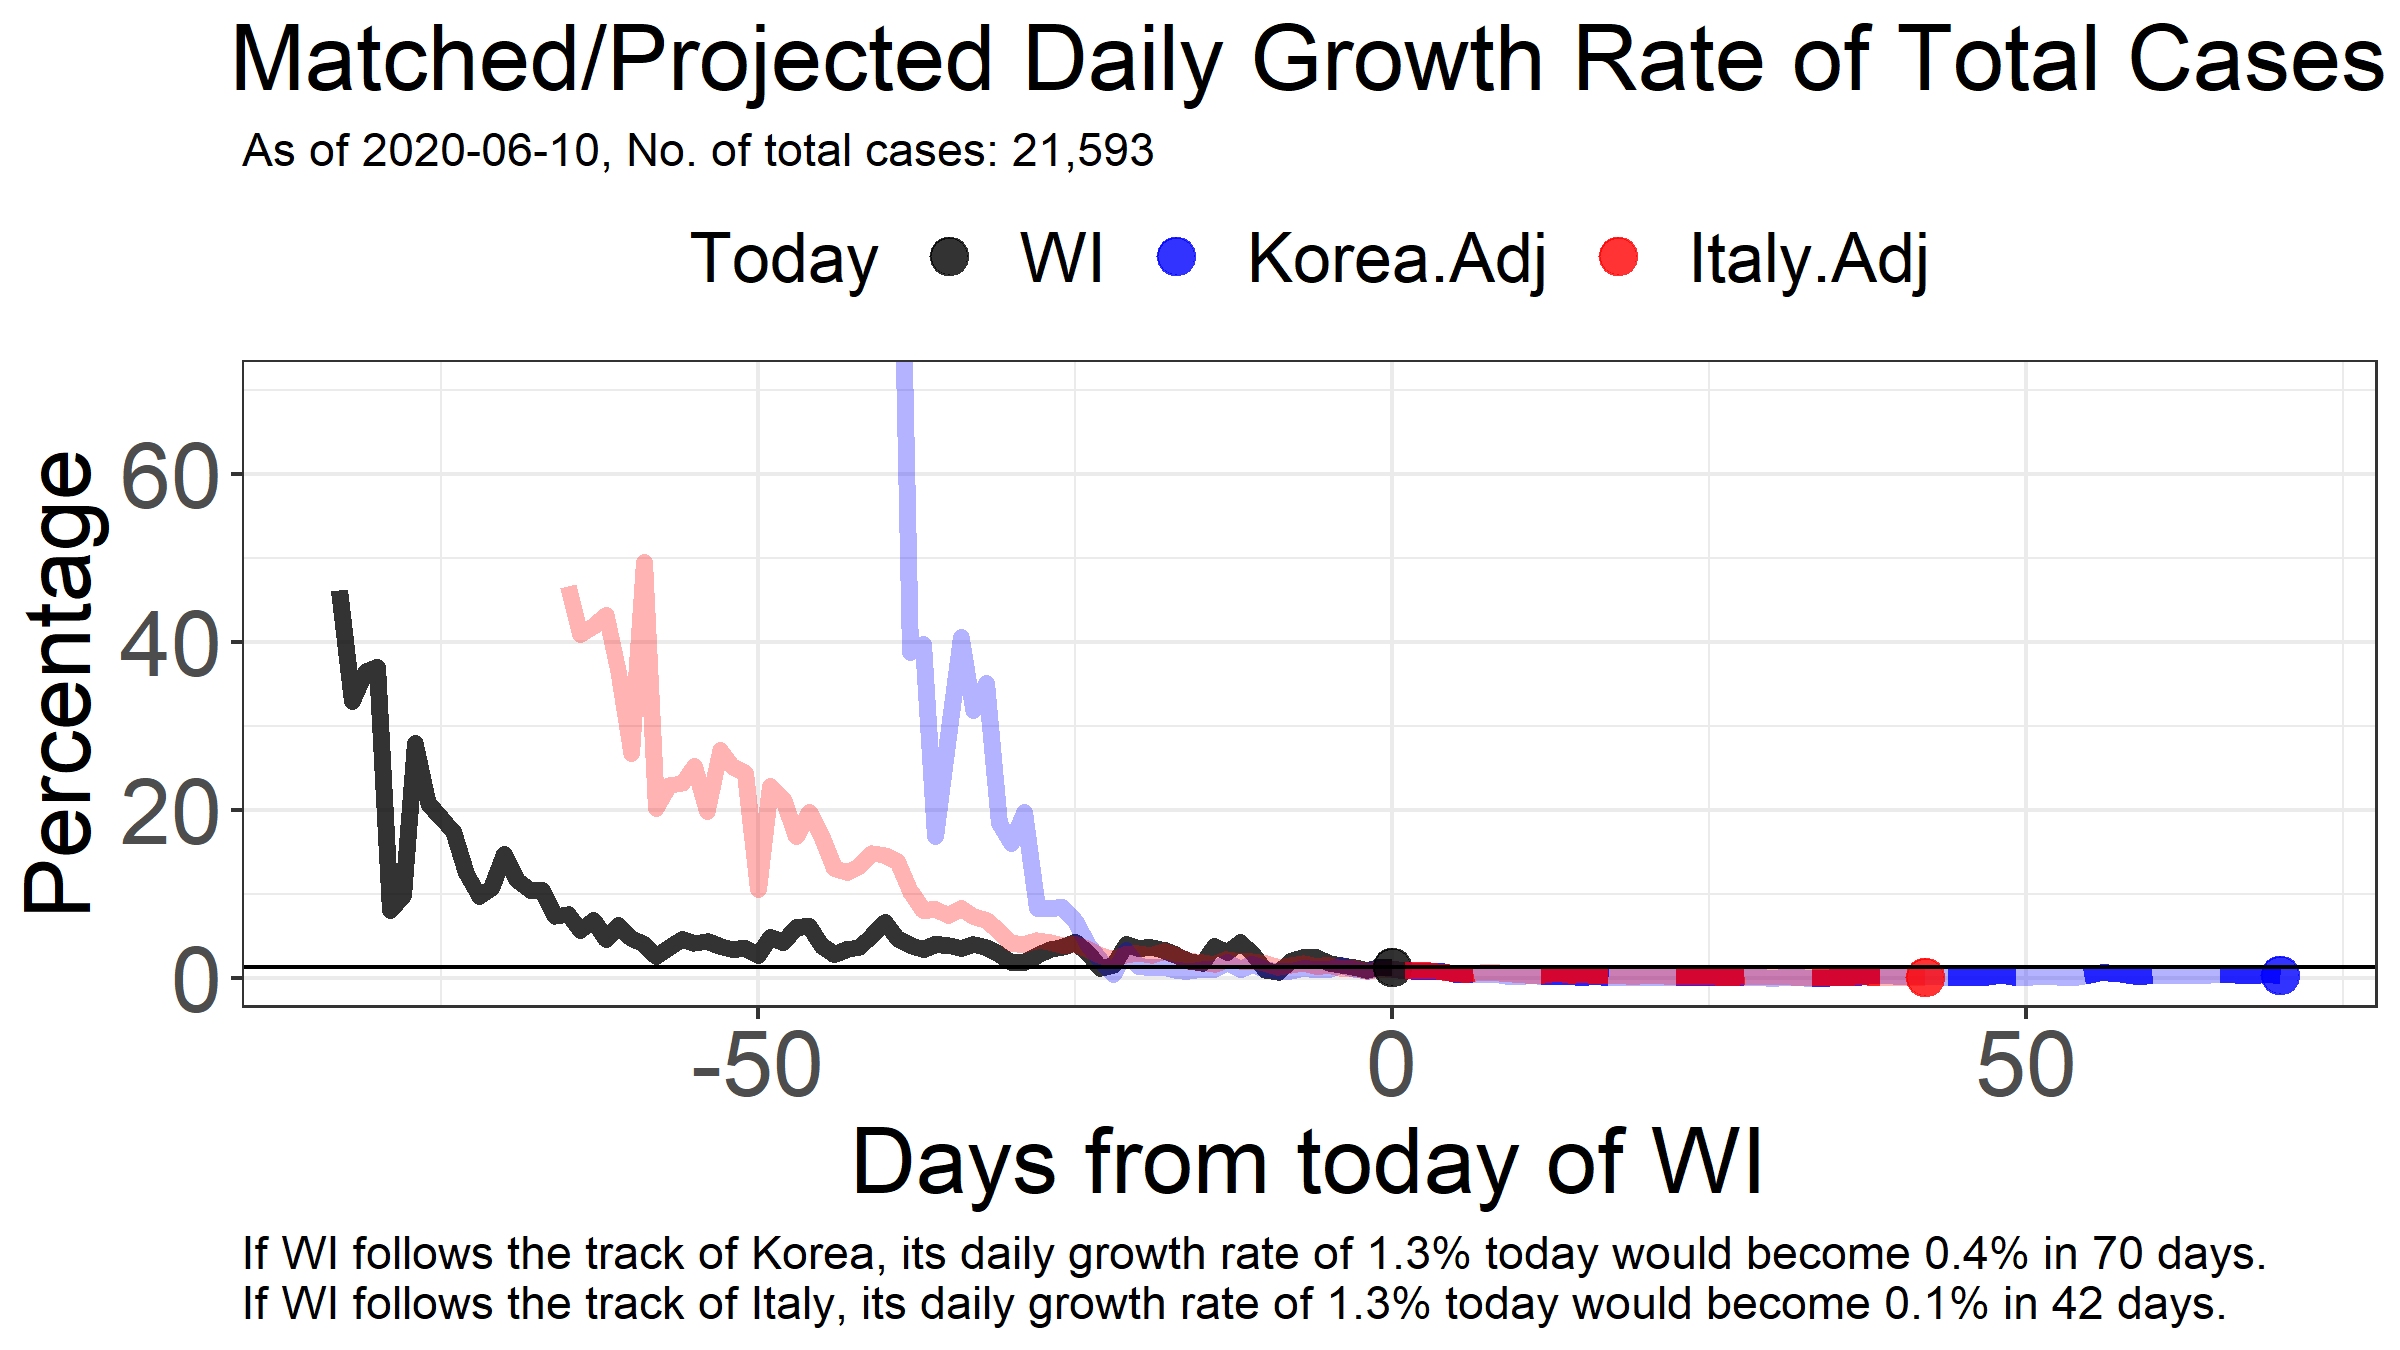 Matched/Projected Daily Growth Rate of Total Cases
As of 2020-06-10, No. of total cases: 21,593
Today WI Korea.Adj Italy.Adj
Percentage
60
40
20
0
-50 0 50
Days from today of WI
If WI follows the track of Korea, its daily growth rate of 1.3% today would become 0.4% in 70 days.
If WI follows the track of Italy, its daily growth rate of 1.3% today would become 0.1% in 42 days.